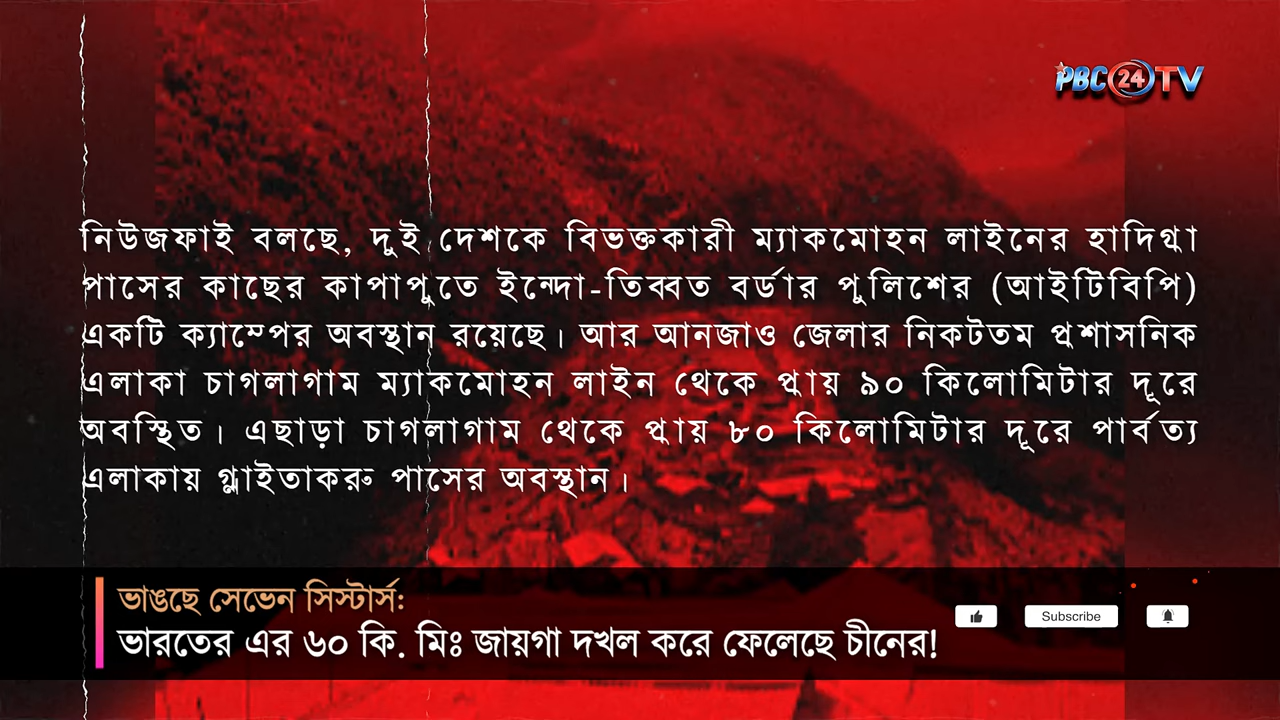 PBC 24 TV
নিউজফাই বলছে, দুই দেশকে বিভক্তকারী ম্যাকমোহন লাইনের হাদিগ্রা
পাসের কাছের কাপাপুতে ইন্দো-তিব্বত বর্ডার পুলিশের (আইটিবিপি)
একটি ক্যাম্পের অবস্থান রয়েছে। আর আনজাও জেলার নিকটতম প্রশাসনিক
এলাকা চাগলাগাম ম্যাকমোহন লাইন থেকে প্রায় ৯০ কিলোমিটার দূরে
অবস্থিত। এছাড়া চাগলাগাম থেকে প্রায় ৮০ কিলোমিটার দূরে পার্বত্য
এলাকায় গ্লাইতাকরু পাসের অবস্থান।
ভাঙছে সেভেন সিস্টার্স:
ভারতের এর ৬০ কি. মিঃ জায়গা দখল করে ফেলেছে চীনের!
Subscribe